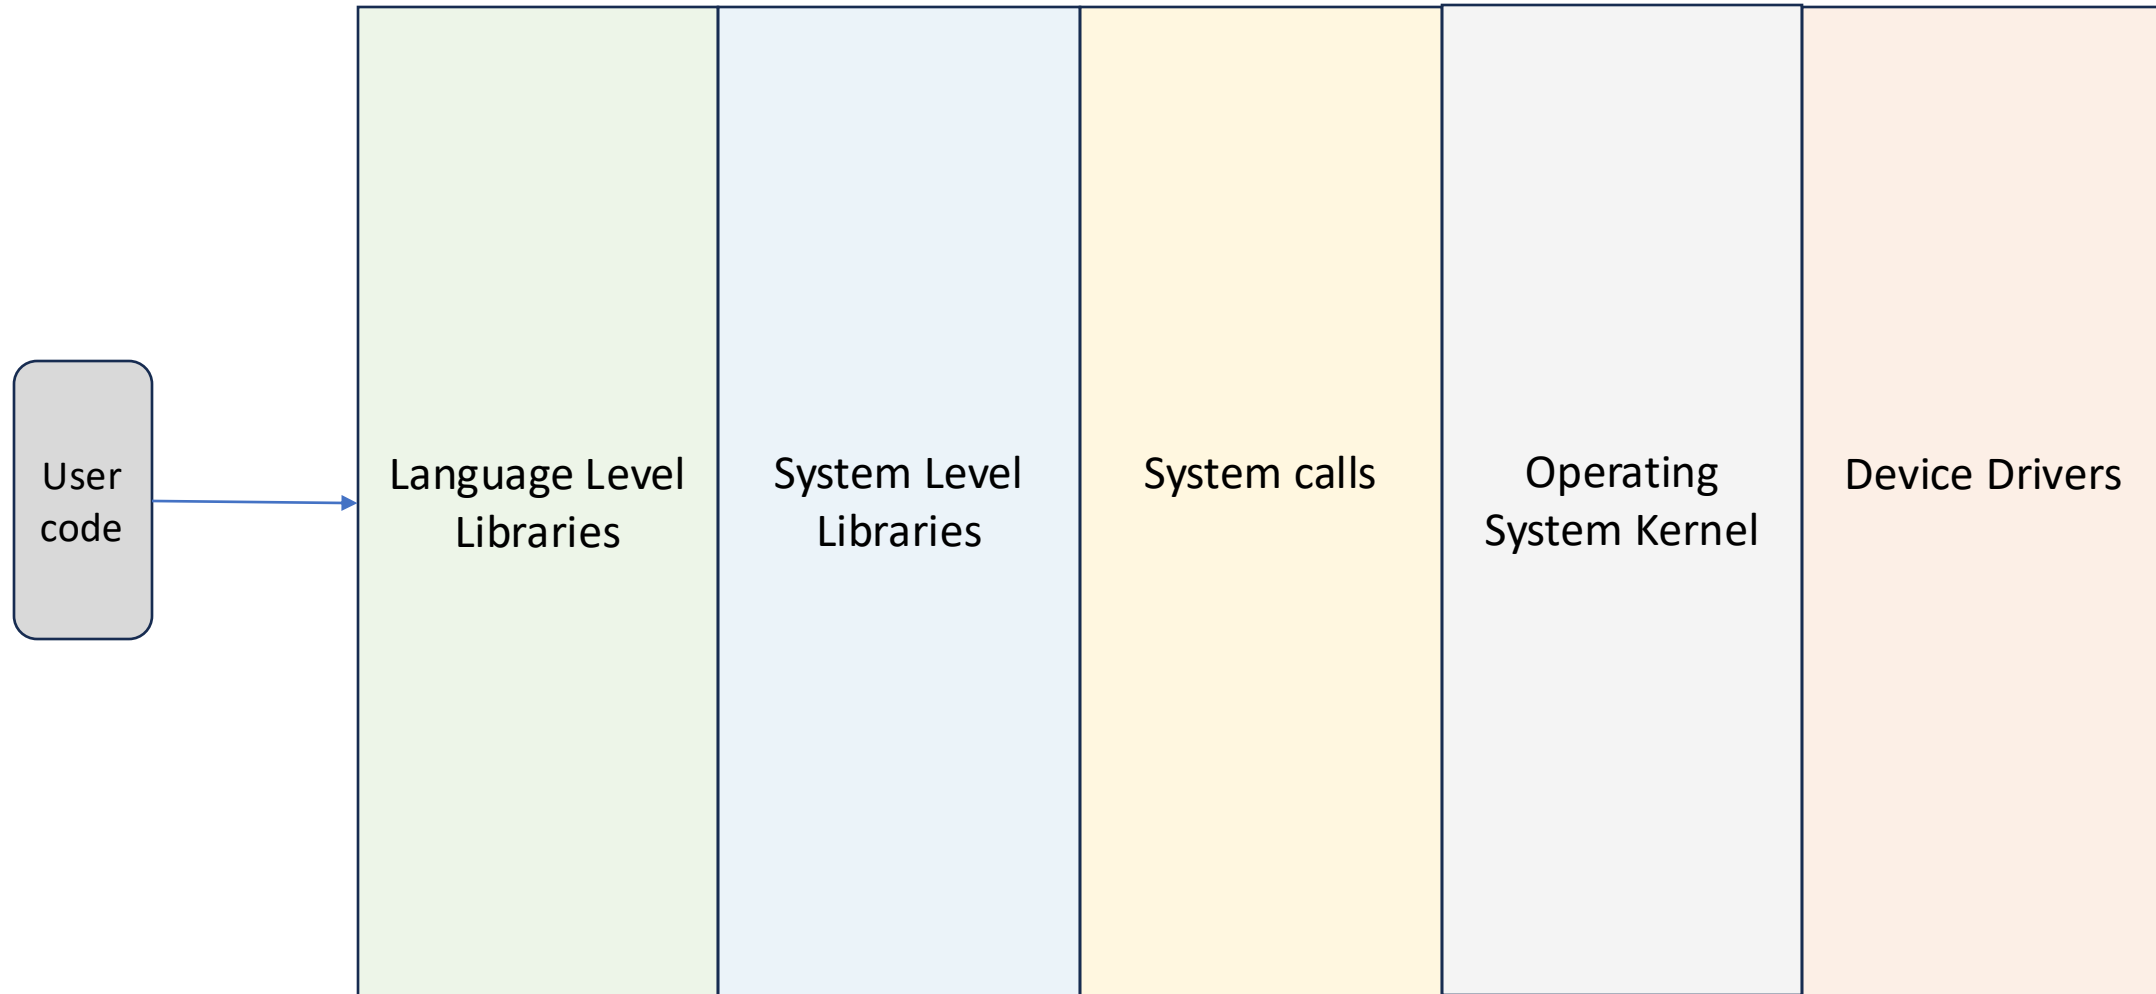 User
code
Language Level
Libraries
System Level
Libraries
System calls
Operating
System Kernel
Device Drivers